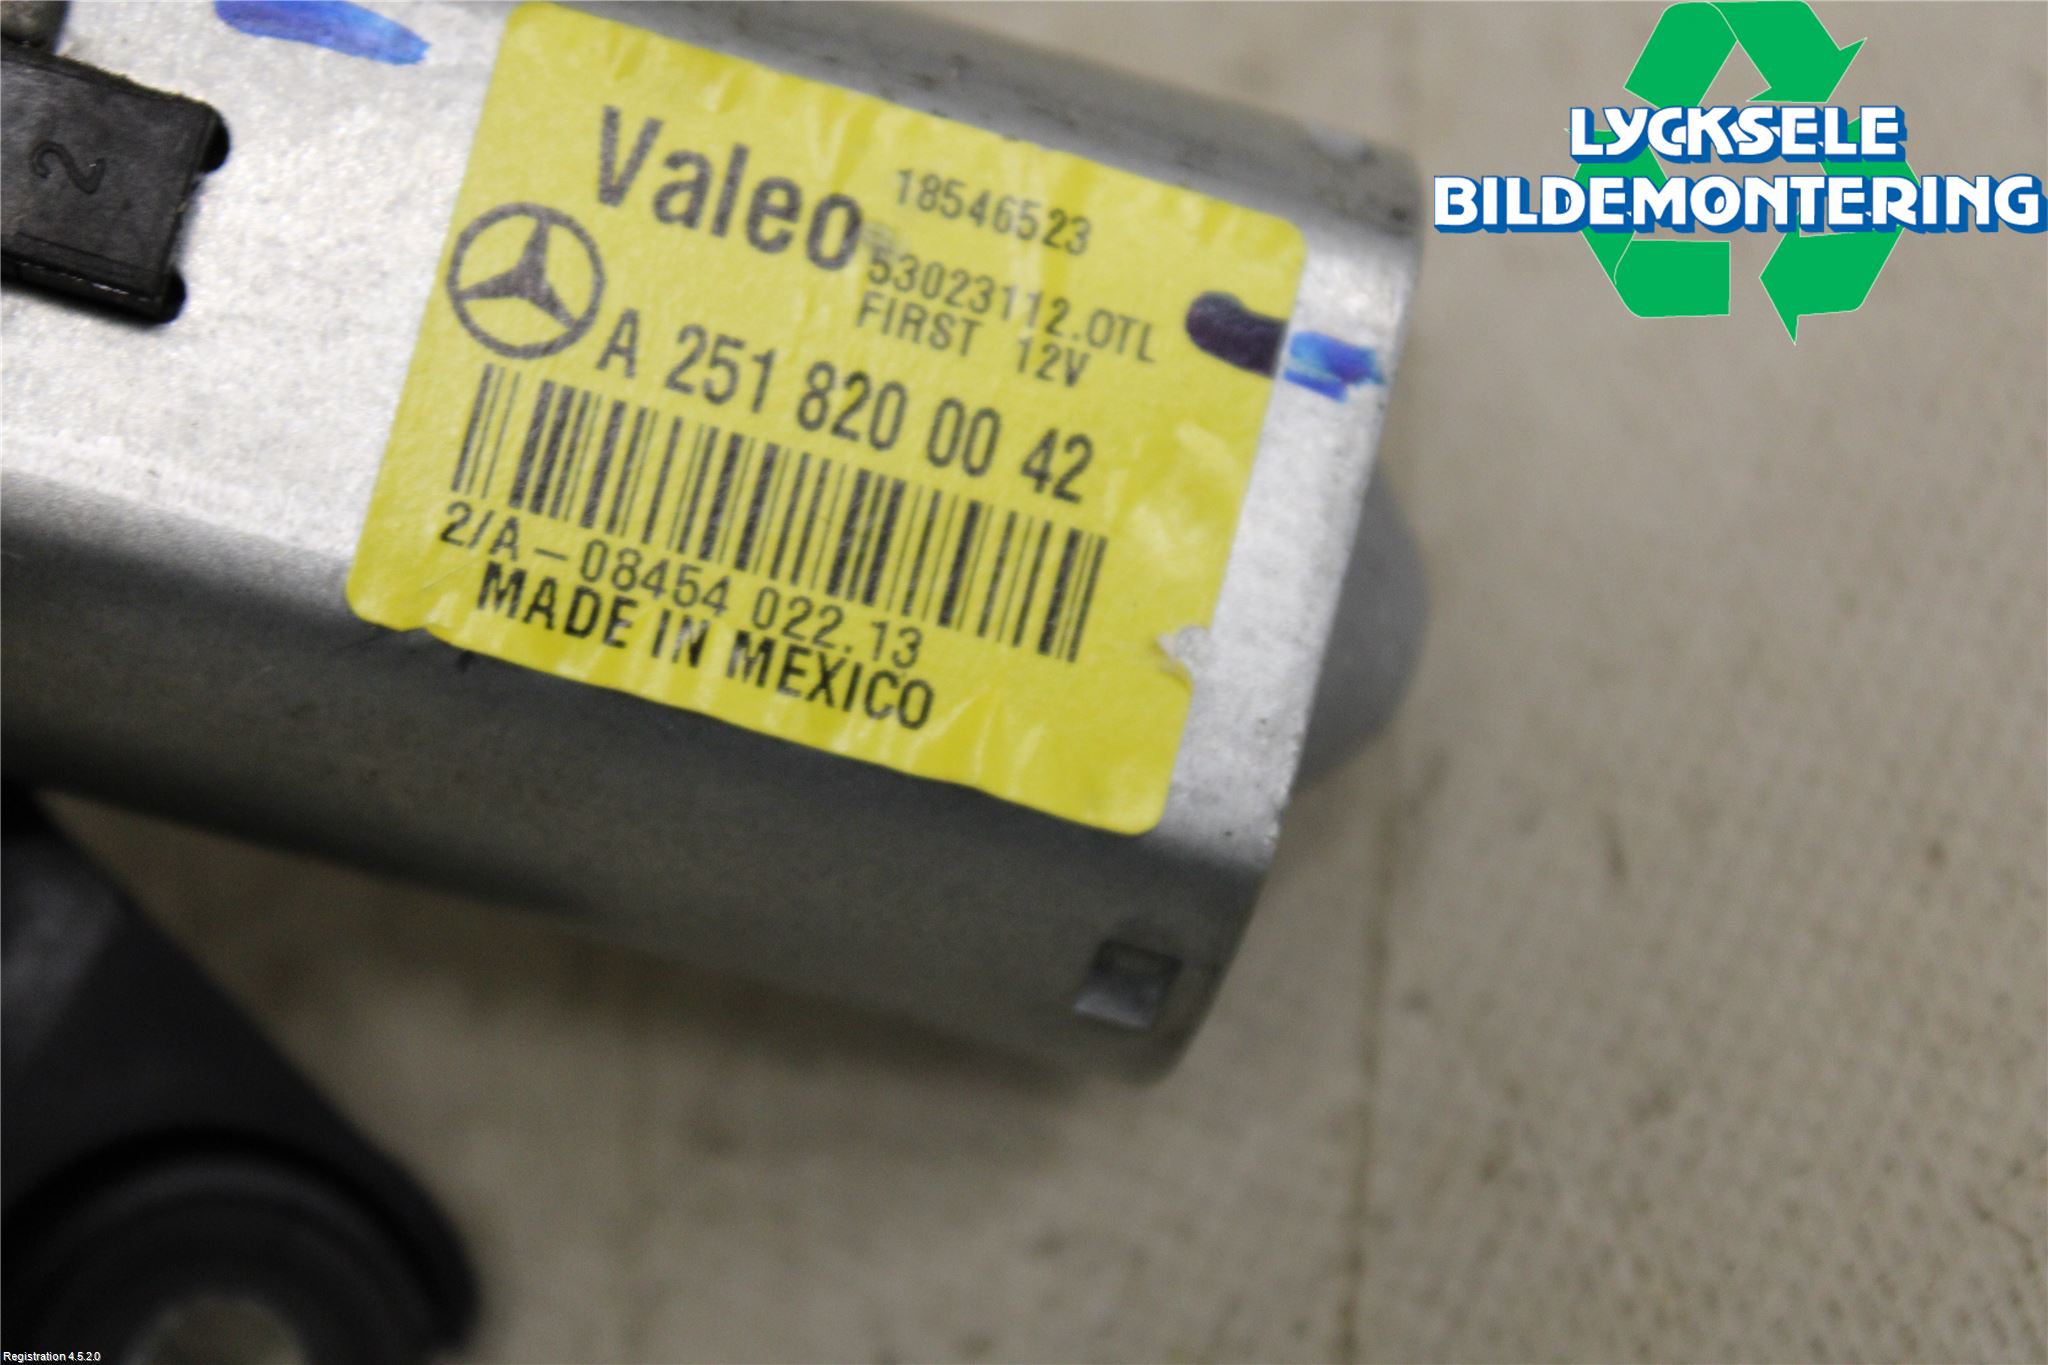 LYCKSELE
BILDEMONTERING
2
Valeo
18546523
53023112.OTL
FIRST 12V
A 251 820 00 42
2/A-08454 022.13
MADE IN MEXICO
Registration 4.5.2.0